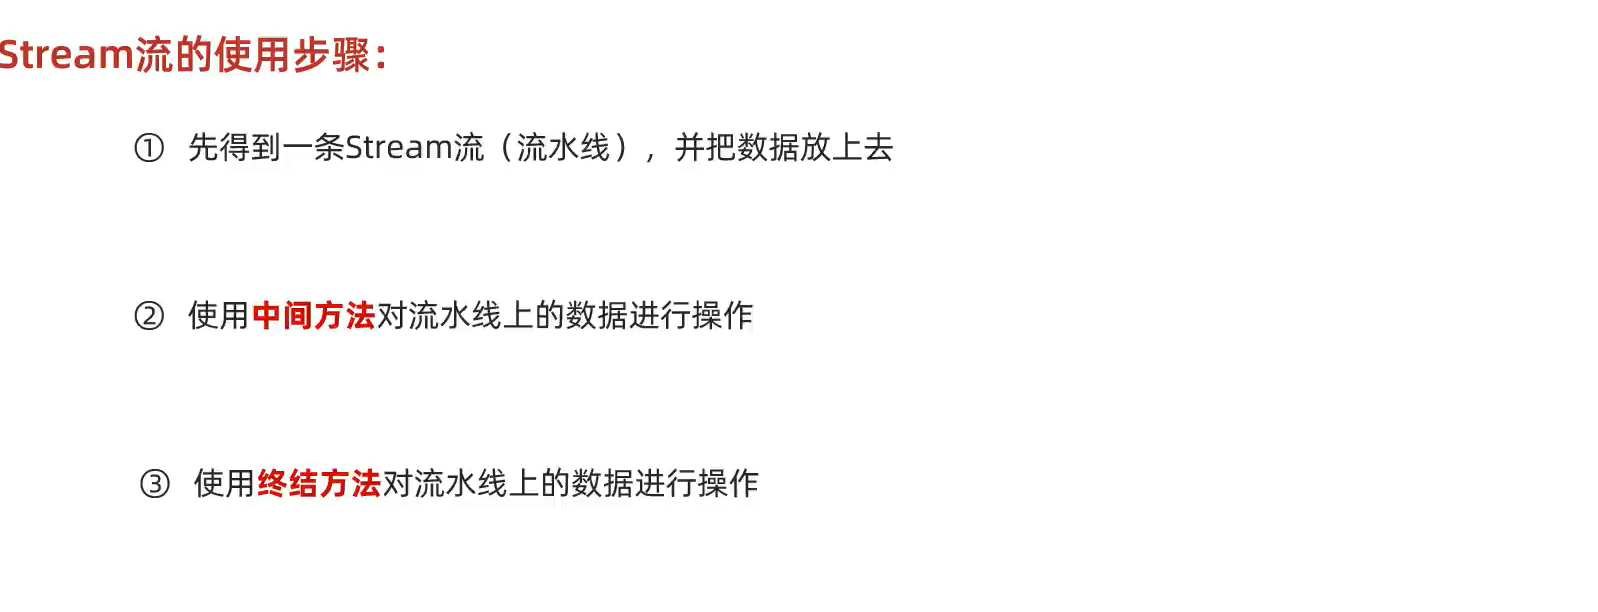 Stream流的使用步骤：
① 先得到一条Stream流（流水线），并把数据放上去
② 使用中间方法对流水线上的数据进行操作
③ 使用终结方法对流水线上的数据进行操作